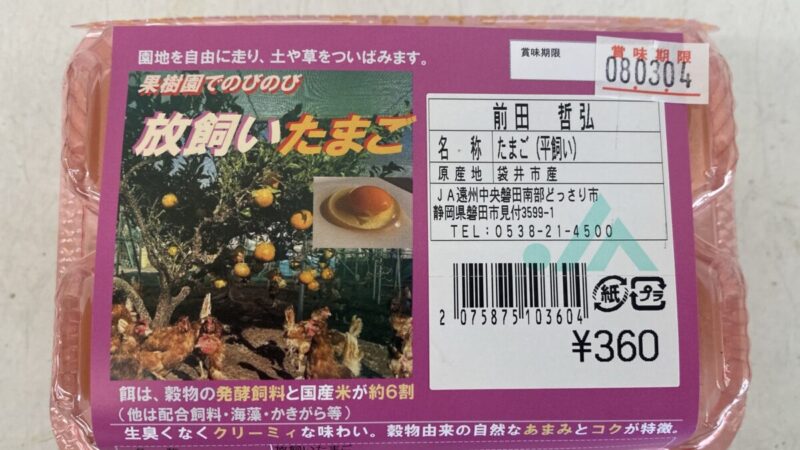 園地を自由に走り、土や草をついばみます。
果樹園でのびのび
放飼いたまご
賞味期限
賞味期限
080304
前田 哲弘
名称 たまご(平飼い)
原産地 袋井市産
JA遠州中央磐田南部どっさり市
静岡県磐田市見付3599-1
TEL:0538-21-4500
JA
2 075875 103604
紙
プラ
¥360
餌は、穀物の発酵飼料と国産米が約6割
(他は配合飼料・海藻・かきがら等)
生臭くなくクリーミィな味わい。穀物由来の自然なあまみとコクが特徴。